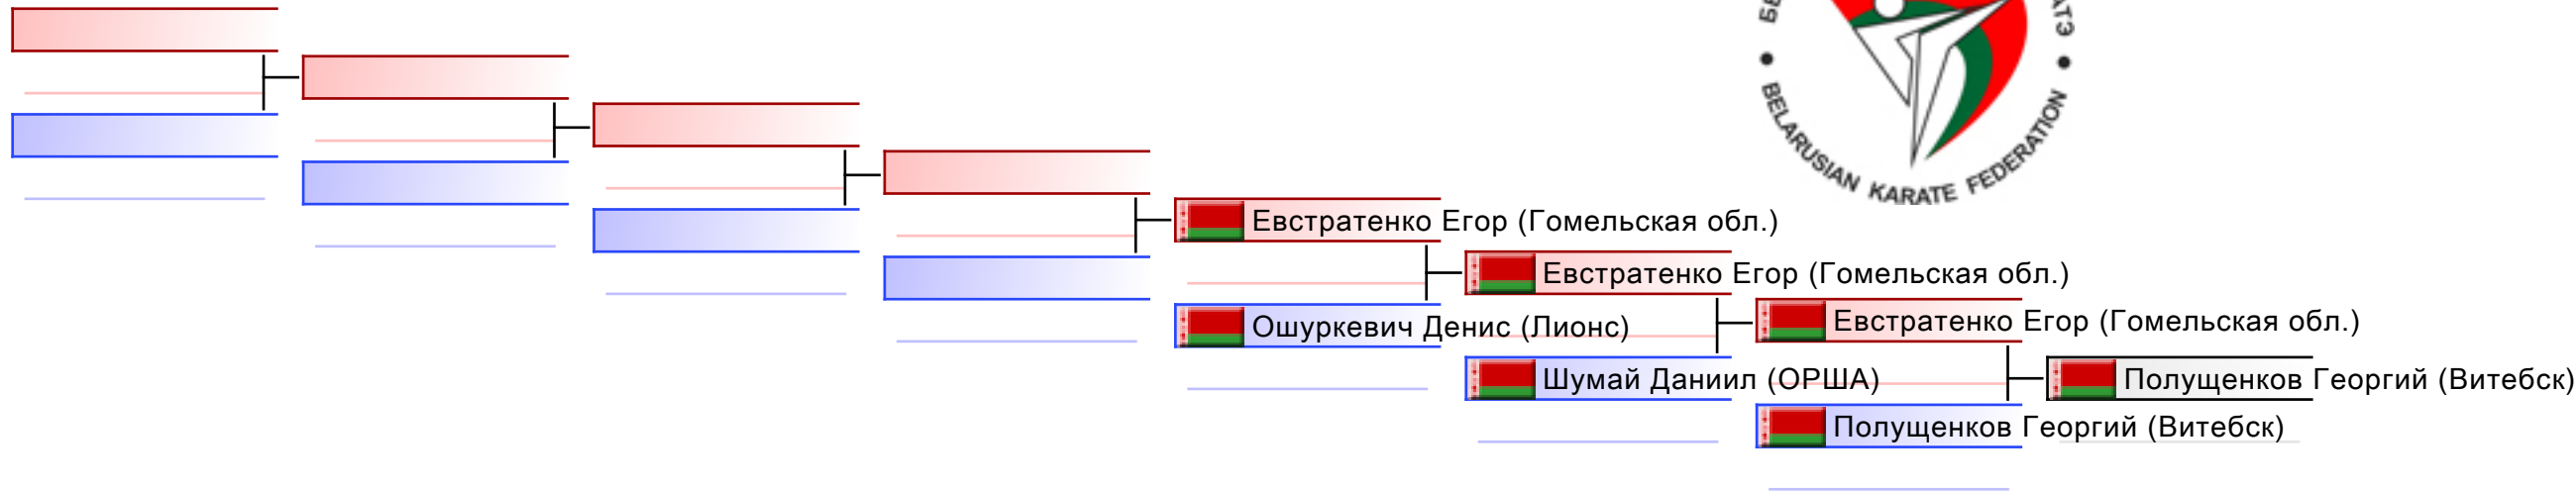 BELARUSIAN KARATE FEDERATION
Евстратенко Егор (Гомельская обл.)
Евстратенко Егор (Гомельская обл.)
Ошуркевич Денис (Лионс)
Евстратенко Егор (Гомельская обл.)
Шумай Даниил (ОРША)
Полущенков Георгий (Витебск)
Полущенков Георгий (Витебск)